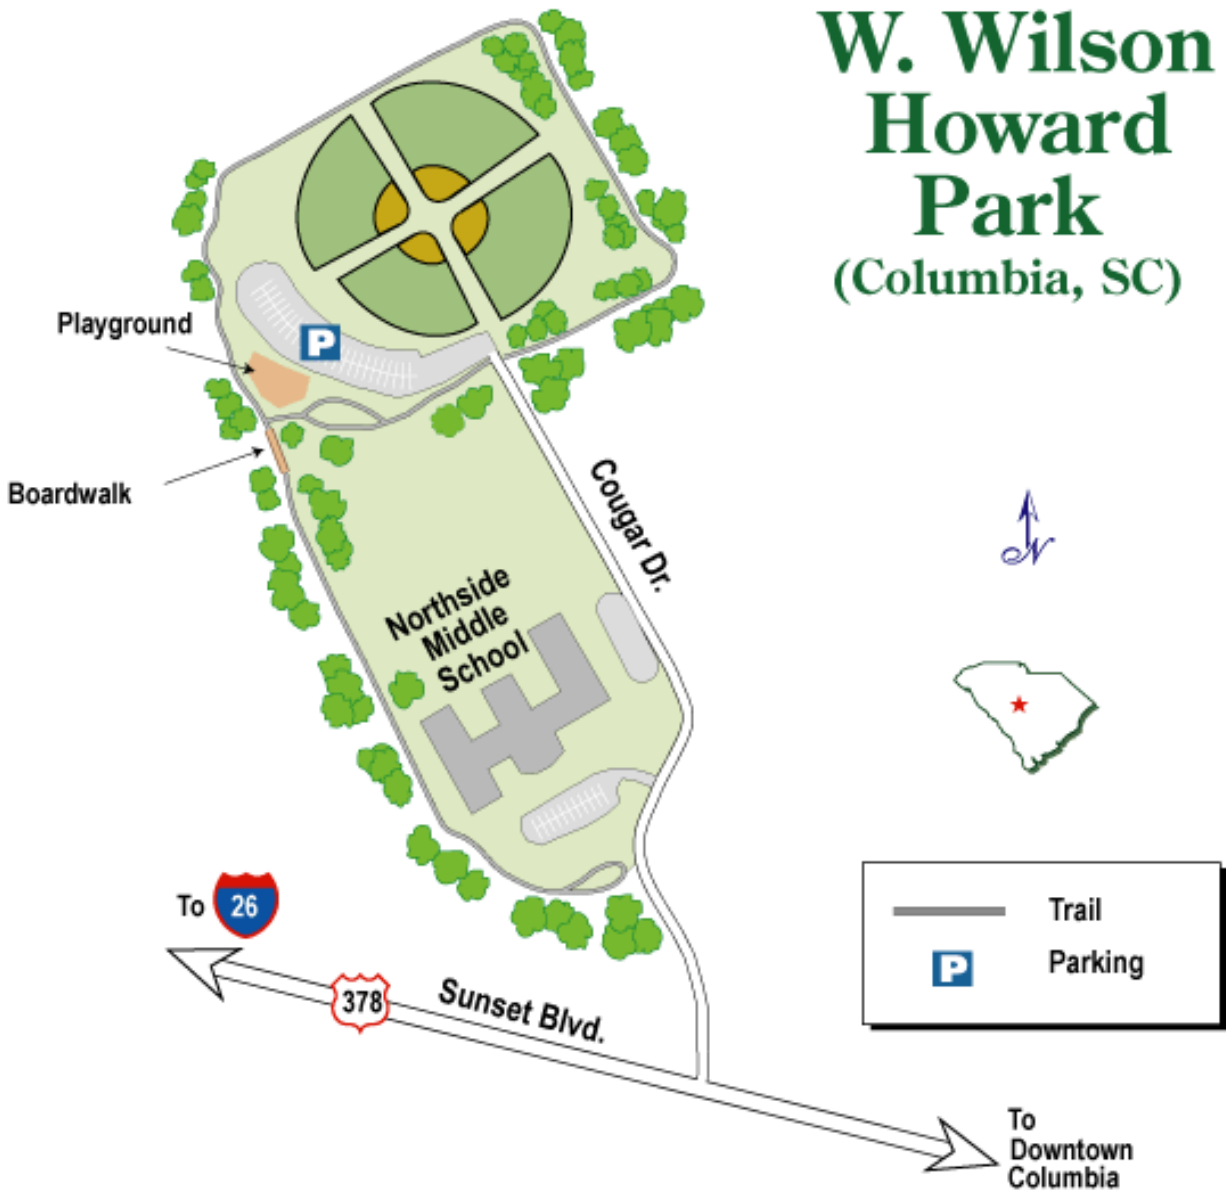 W. Wilson
Howard
Park
(Columbia, SC)
Playground
P
Boardwalk
Cougar Dr.
Northside
Middle
School
N
To 26
378
Sunset Blvd.
Trail
P Parking
To
Downtown
Columbia